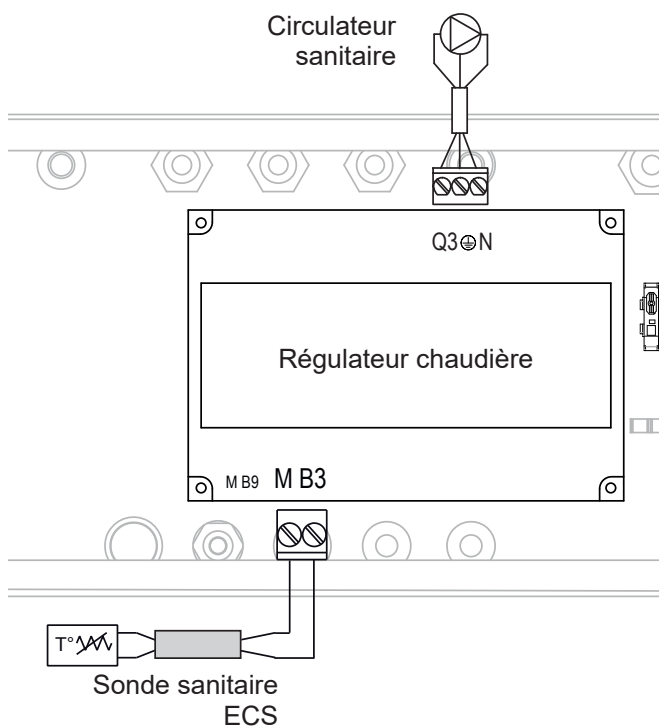 Circulateur
sanitaire
Q3 N
Régulateur chaudière
M B9 M B3
T°
Sonde sanitaire
ECS